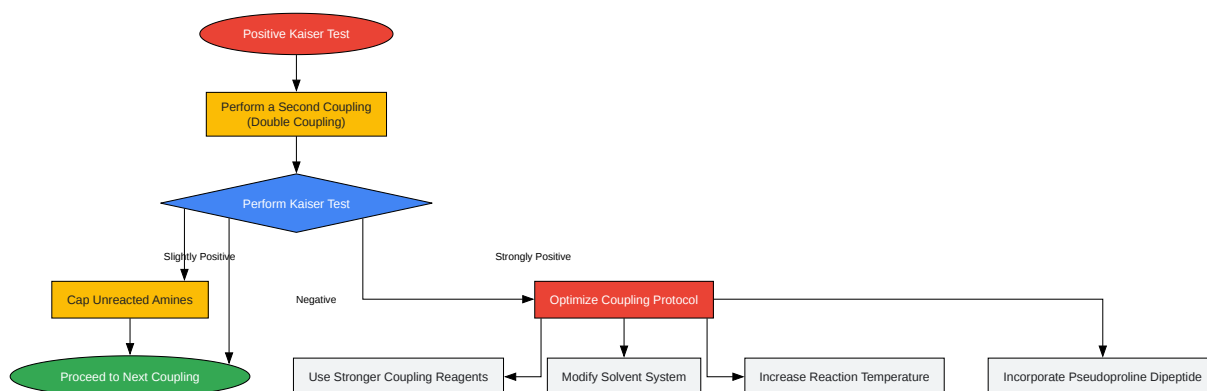 Positive Kaiser Test
Perform a Second Coupling
(Double Coupling)
Perform Kaiser Test
Slightly Positive
Strongly Positive
Cap Unreacted Amines
Negative
Optimize Coupling Protocol
Proceed to Next Coupling
Use Stronger Coupling Reagents
Modify Solvent System
Increase Reaction Temperature
Incorporate Pseudoproline Dipeptide